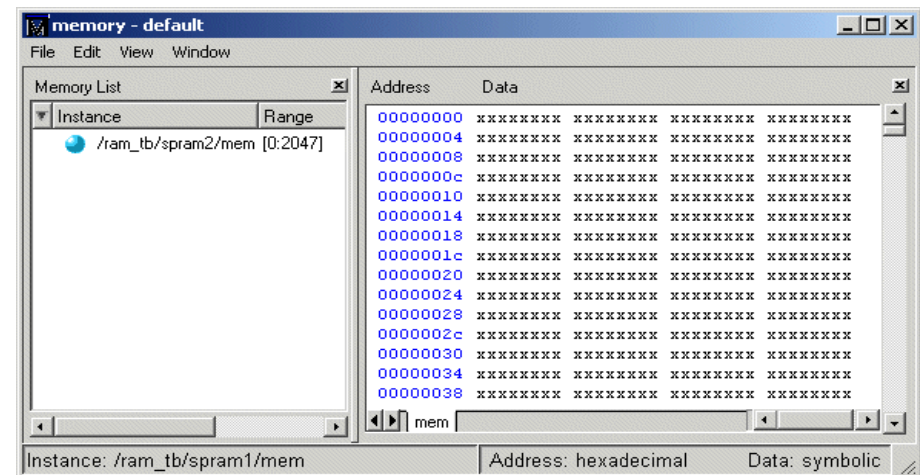 memory - default
File Edit View Window
Memory List
Instance Range
/ram_tb/spram2/mem [0:2047]
Address Data
00000000 xxxxxxxx xxxxxxxx xxxxxxxx xxxxxxxx
00000004 xxxxxxxx xxxxxxxx xxxxxxxx xxxxxxxx
00000008 xxxxxxxx xxxxxxxx xxxxxxxx xxxxxxxx
0000000c xxxxxxxx xxxxxxxx xxxxxxxx xxxxxxxx
00000010 xxxxxxxx xxxxxxxx xxxxxxxx xxxxxxxx
00000014 xxxxxxxx xxxxxxxx xxxxxxxx xxxxxxxx
00000018 xxxxxxxx xxxxxxxx xxxxxxxx xxxxxxxx
0000001c xxxxxxxx xxxxxxxx xxxxxxxx xxxxxxxx
00000020 xxxxxxxx xxxxxxxx xxxxxxxx xxxxxxxx
00000024 xxxxxxxx xxxxxxxx xxxxxxxx xxxxxxxx
00000028 xxxxxxxx xxxxxxxx xxxxxxxx xxxxxxxx
0000002c xxxxxxxx xxxxxxxx xxxxxxxx xxxxxxxx
00000030 xxxxxxxx xxxxxxxx xxxxxxxx xxxxxxxx
00000034 xxxxxxxx xxxxxxxx xxxxxxxx xxxxxxxx
00000038 xxxxxxxx xxxxxxxx xxxxxxxx xxxxxxxx
mem
Instance: /ram_tb/spram1/mem
Address: hexadecimal Data: symbolic